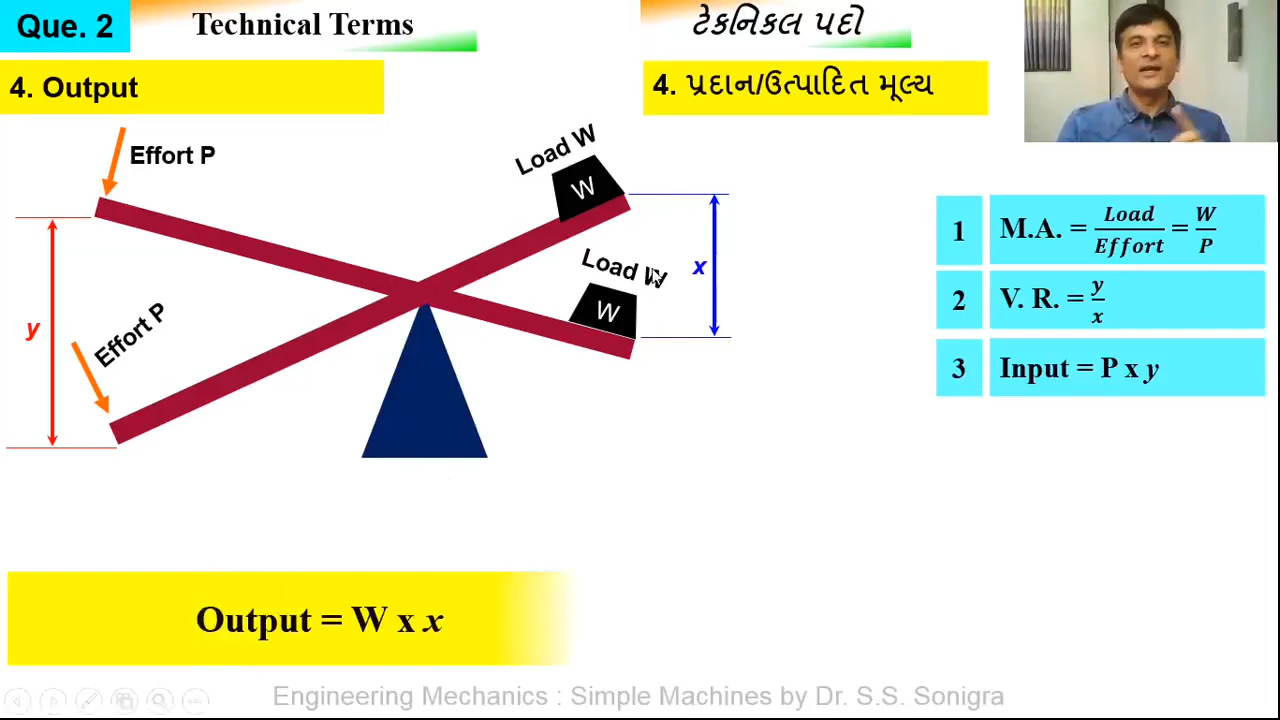 Que. 2
Technical Terms
ટેકનિકલ પદો
4. Output
4. પ્રદાન/ઉત્પાદિત મૂલ્ય
Effort P
Load W
W
Load W
W
x
y
Effort P
1 M.A. = Load/Effort = W/P
2 V. R. = y/x
3 Input = P x y
Output = W x x
Engineering Mechanics : Simple Machines by Dr. S.S. Sonigra